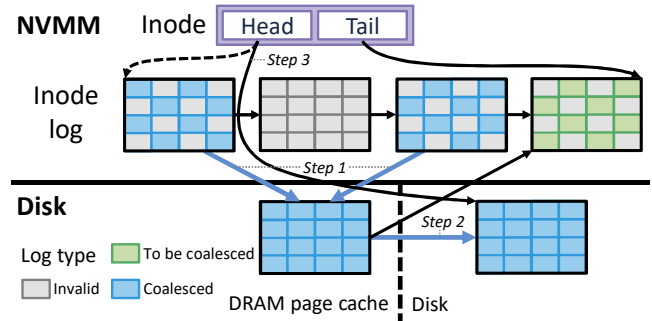 NVMM
Inode
Head
Tail
Step 3
Inode
log
Step 1
Disk
Step 2
Log type
To be coalesced
Invalid
Coalesced
DRAM page cache
Disk